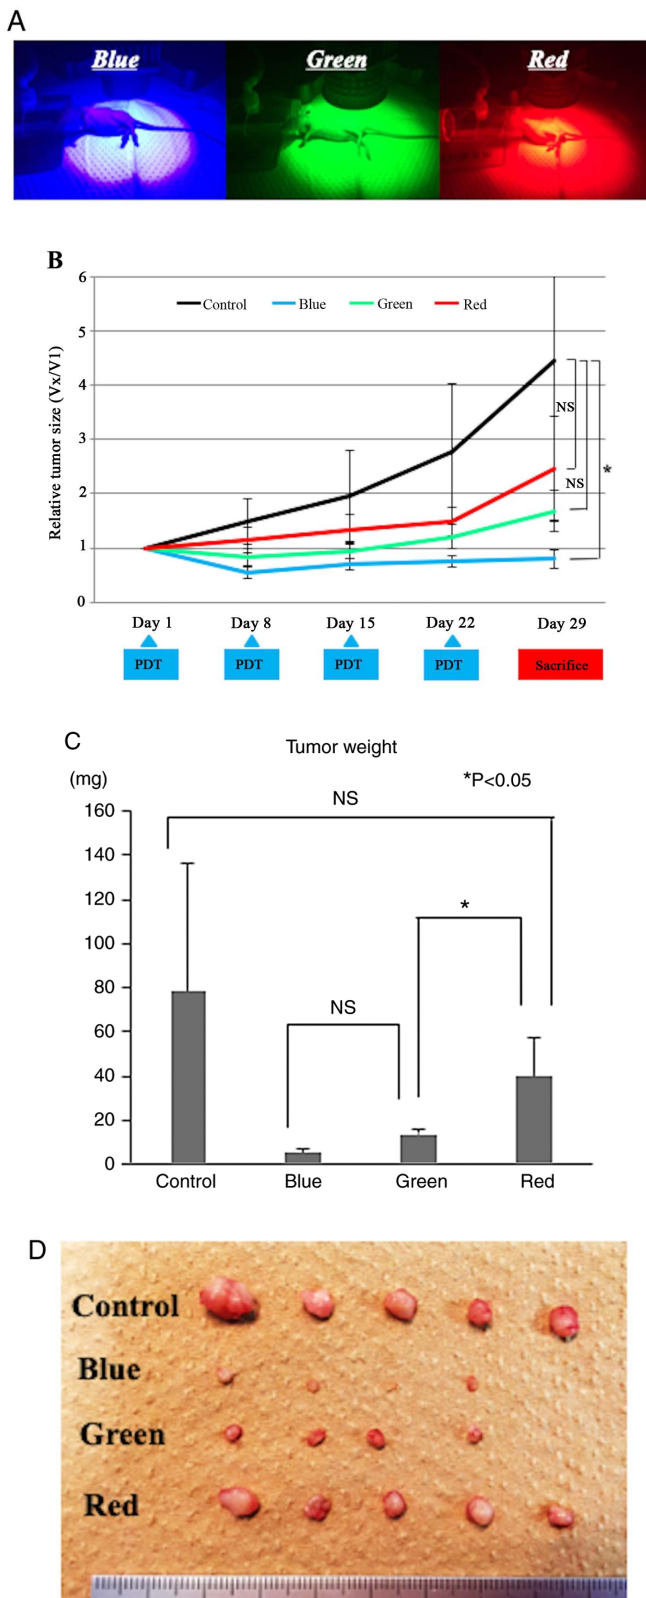 A
Blue Green Red
B
Relative tumor size (Vx/V1)
6
5
4
3
2
1
0
Control Blue Green Red
NS
NS
*
Day 1 Day 8 Day 15 Day 22 Day 29
PDT PDT PDT PDT Sacrifice
C
Tumor weight
(mg)
*P<0.05
160
140
120
100
80
60
40
20
0
NS
*
NS
Control Blue Green Red
D
Control
Blue
Green
Red